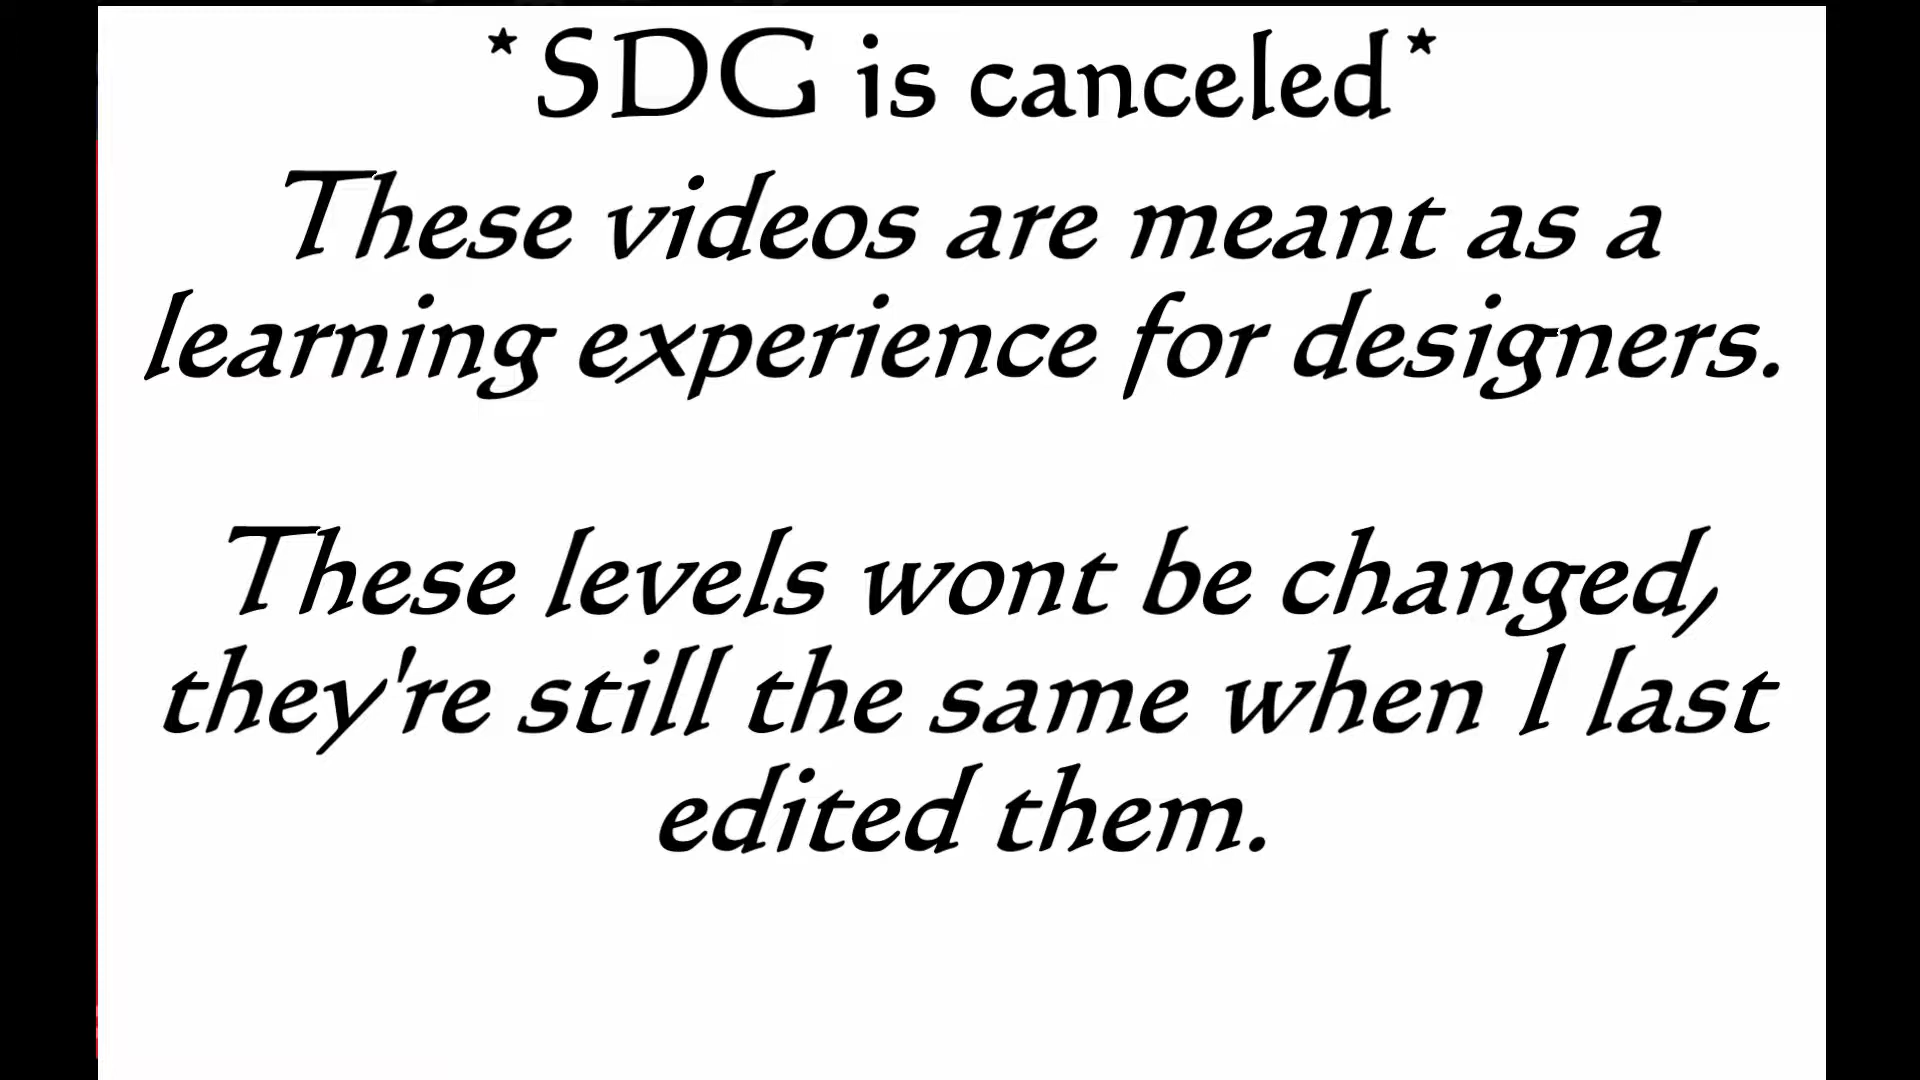 *SDG is canceled*
These videos are meant as a
learning experience for designers.
These levels wont be changed,
they're still the same when I last
edited them.